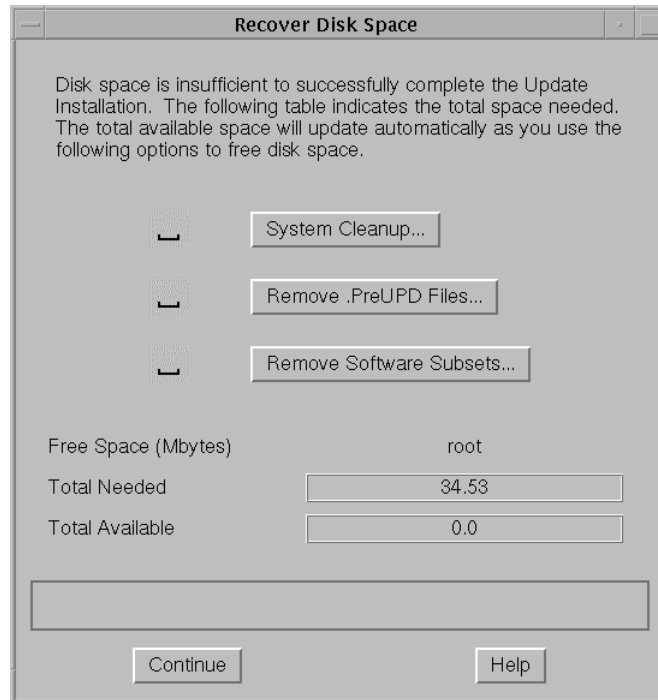 Recover Disk Space
Disk space is insufficient to successfully complete the Update
Installation. The following table indicates the total space needed.
The total available space will update automatically as you use the
following options to free disk space.
System Cleanup...
Remove .PreUPD Files...
Remove Software Subsets...
Free Space (Mbytes) root
Total Needed 34.53
Total Available 0.0
Continue Help